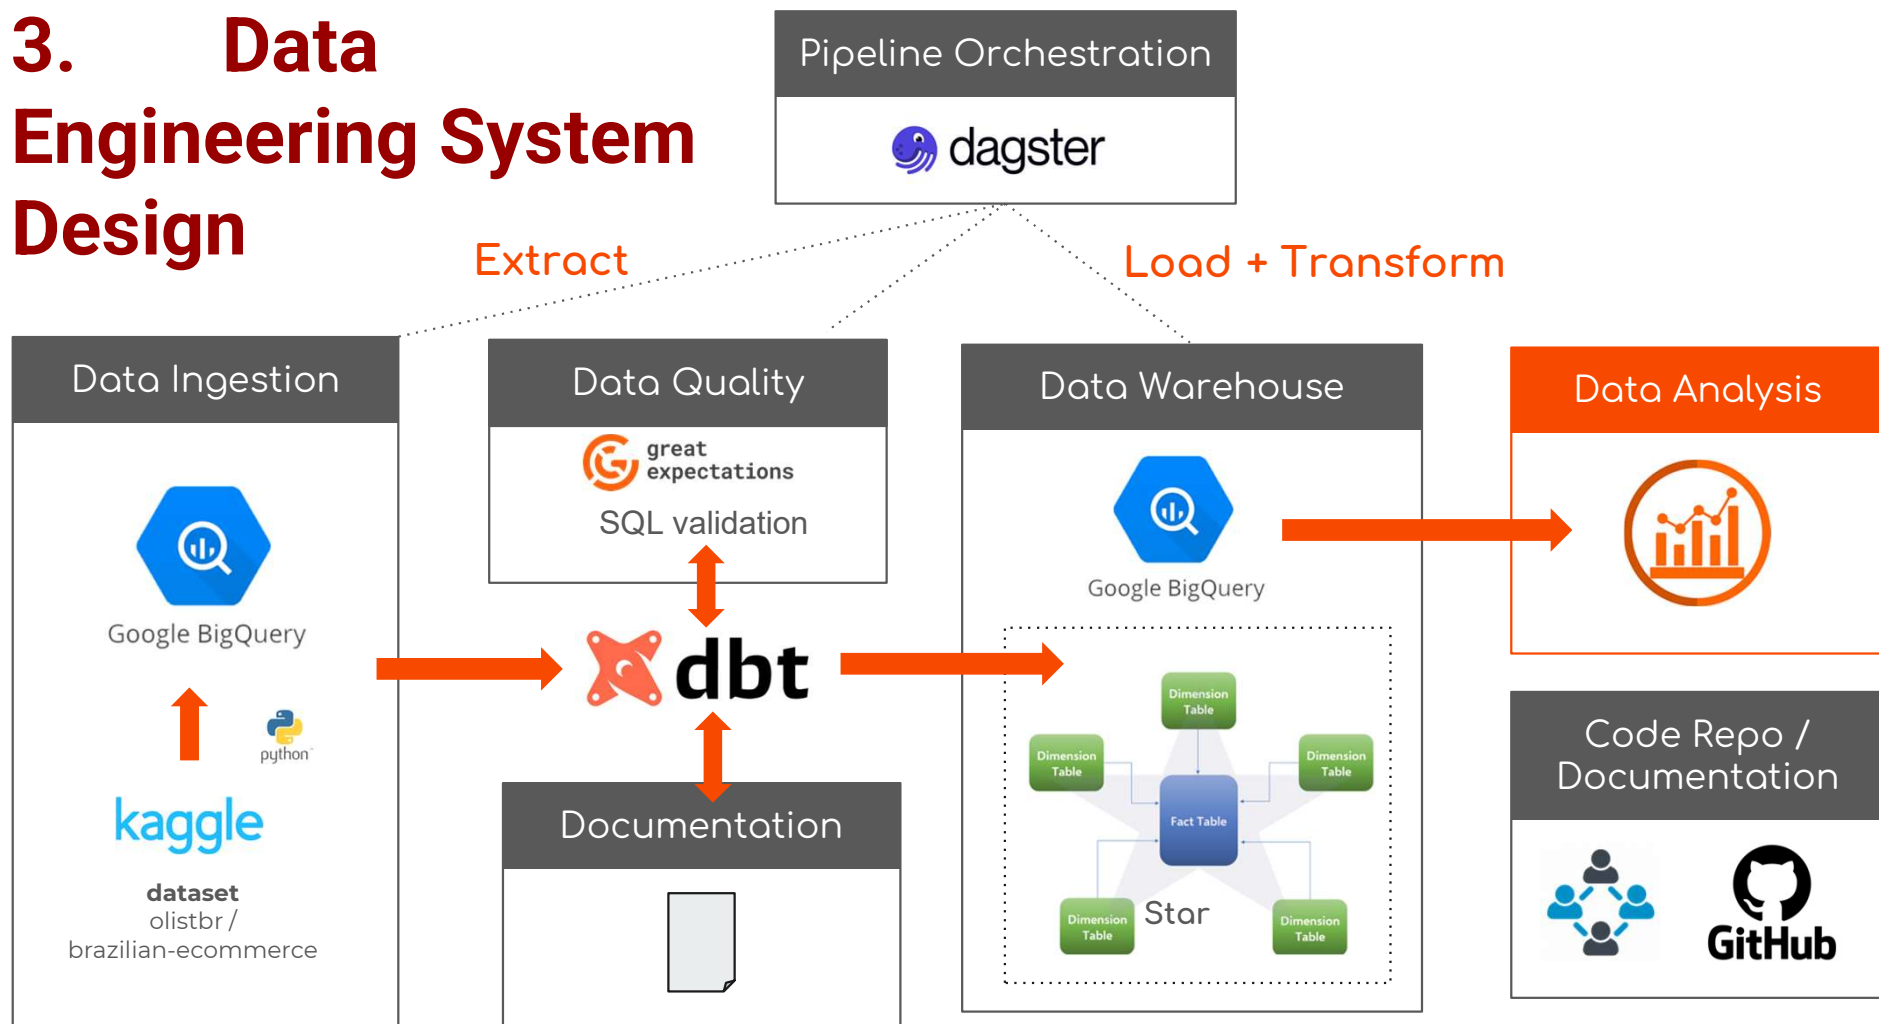 3. Data
Engineering System
Design
Pipeline Orchestration
dagster
Extract
Load + Transform
Data Ingestion
Google BigQuery
python
kaggle
dataset
olistbr /
brazilian-ecommerce
Data Quality
great
expectations
SQL validation
dbt
Documentation
Data Warehouse
Google BigQuery
Dimension
Table
Dimension
Table
Dimension
Table
Fact Table
Dimension
Table
Star
Dimension
Table
Data Analysis
Code Repo /
Documentation
GitHub